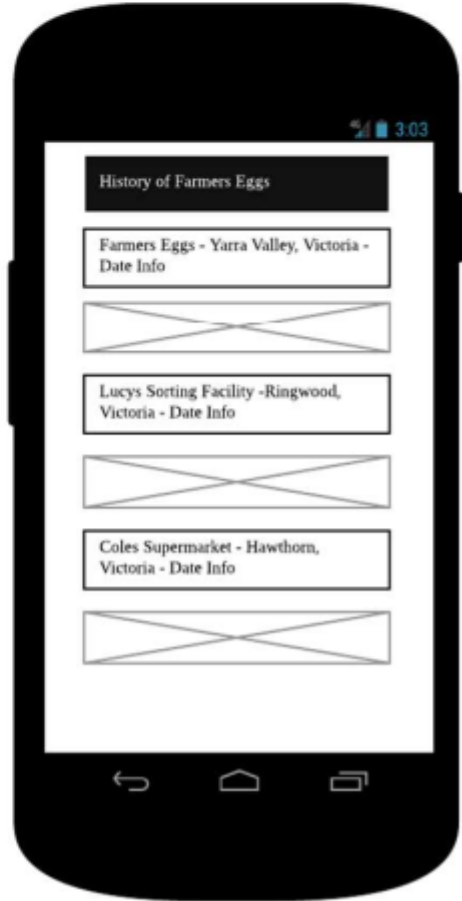 4G 3:03
History of Farmers Eggs
Farmers Eggs - Yarra Valley, Victoria -
Date Info
Lucys Sorting Facility -Ringwood,
Victoria - Date Info
Coles Supermarket - Hawthorn,
Victoria - Date Info